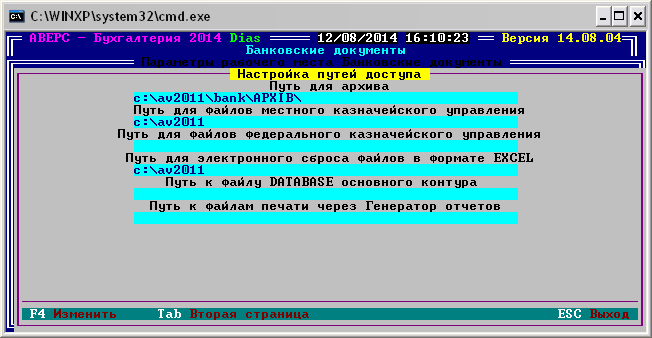 C:\WINXP\system32\cmd.exe
АВЕРС - Бухгалтерия 2014 Dias 12/08/2014 16:10:23 Версия 14.08.04
Банковские документы
Параметры рабочего места Банковские документы
Настройка путей доступа
Путь для архива
c:\av2011\bank\АРХIB\
Путь для файлов местного казначейского управления
c:\av2011
Путь для файлов федерального казначейского управления
Путь для электронного сброса файлов в формате EXCEL
c:\av2011
Путь к файлу DATABASE основного контура
Путь к файлам печати через Генератор отчетов
F4 Изменить Tab Вторая страница ESC Выход